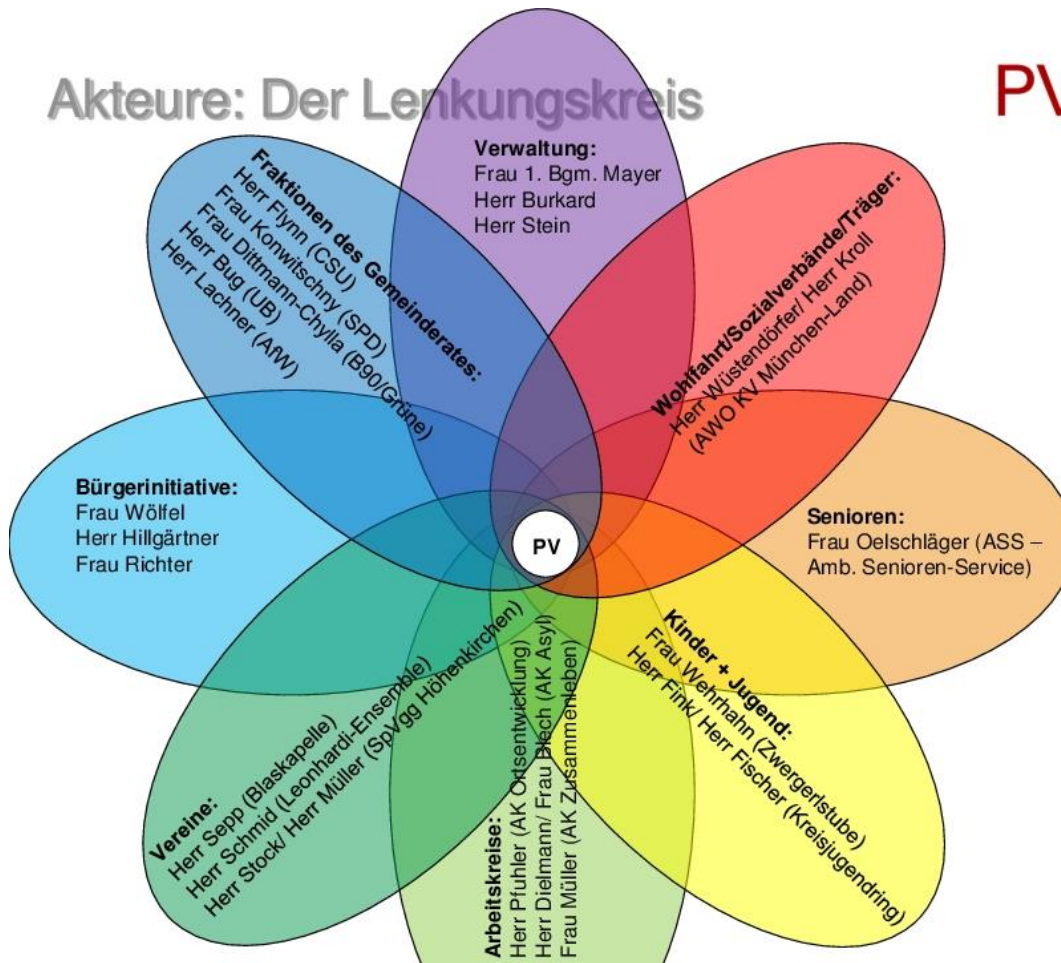 Akteure: Der Lenkungskreis
PV
Verwaltung:
Frau 1. Bgm. Mayer
Herr Burkard
Herr Stein
Wohlfahrt/Sozialverbände/Träger:
Herr Wüstendörfer/ Herr Kroll
(AWO KV München-Land)
Senioren:
Frau Oelschläger (ASS –
Amb. Senioren-Service)
Kinder + Jugend:
Frau Wehrhahn (Zwergerlstube)
Herr Fink/ Herr Fischer (Kreisjugendring)
Arbeitskreise:
Herr Pfuhler (AK Ortsentwicklung)
Herr Dielmann/ Frau Blech (AK Asyl)
Frau Müller (AK Zusammenleben)
Vereine:
Herr Sepp (Blaskapelle)
Herr Schmid (Leonhardi-Ensemble)
Herr Stock/ Herr Müller (SpVgg Höhenkirchen)
Bürgerinitiative:
Frau Wölfel
Herr Hillgärtner
Frau Richter
Fraktionen des Gemeinderates:
Herr Flynn (CSU)
Frau Konwitschny (SPD)
Frau Dittmann-Chylla (B90/Grüne)
Herr Bug (UB)
Herr Lachner (AfW)
PV